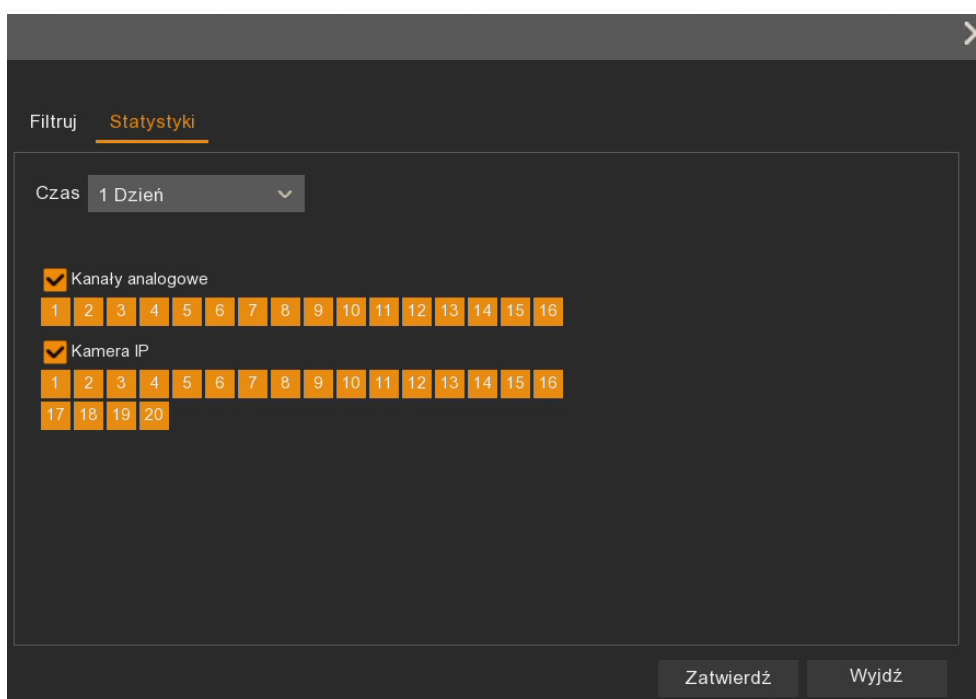 Filtruj Statystyki
Czas 1 Dzień
Kanały analogowe
1 2 3 4 5 6 7 8 9 10 11 12 13 14 15 16
Kamera IP
1 2 3 4 5 6 7 8 9 10 11 12 13 14 15 16
17 18 19 20
Zatwierdź Wyjdź